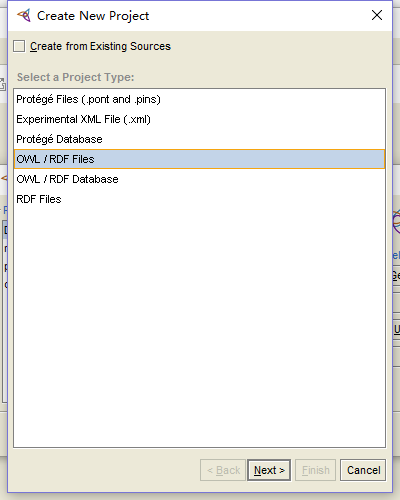 Create New Project
Create from Existing Sources
Select a Project Type:
Protégé Files (.pont and .pins)
Experimental XML File (.xml)
Protégé Database
OWL / RDF Files
OWL / RDF Database
RDF Files
< Back
Next >
Finish
Cancel